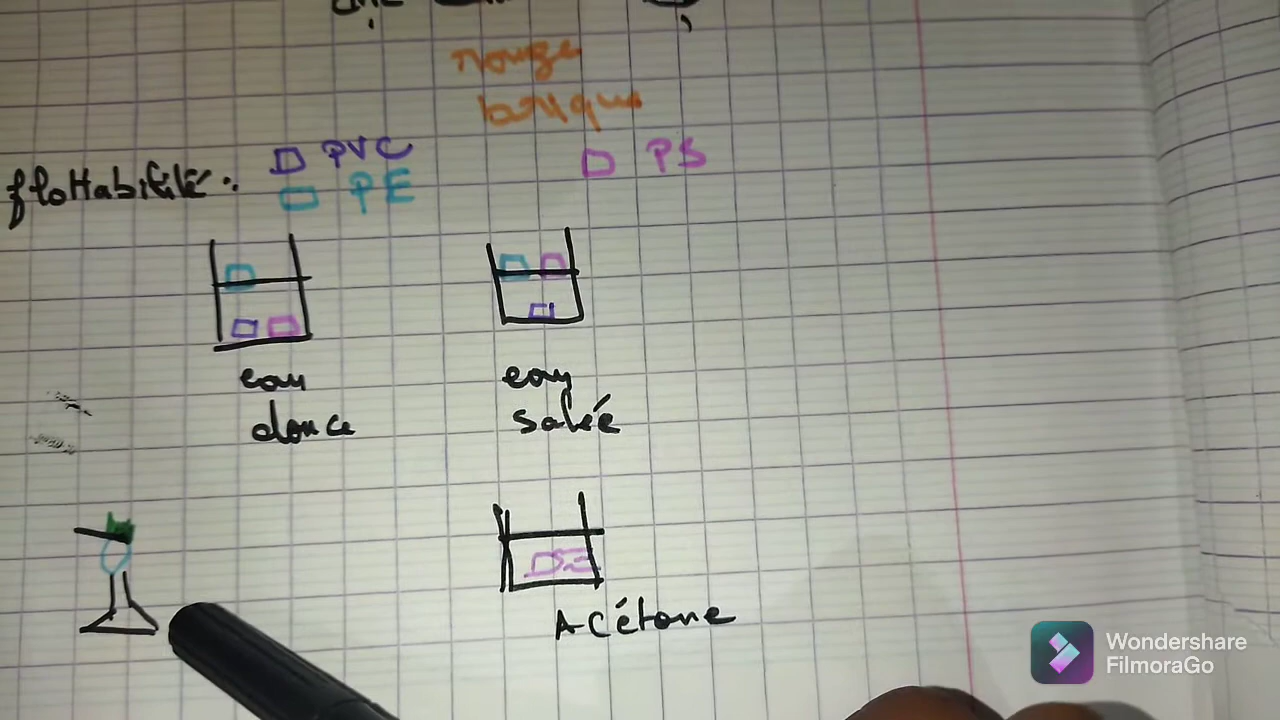 rouge
brique
flottabilité: PVC PS
PE
eau
douce
eau
salée
Acétone
Wondershare
FilmoraGo